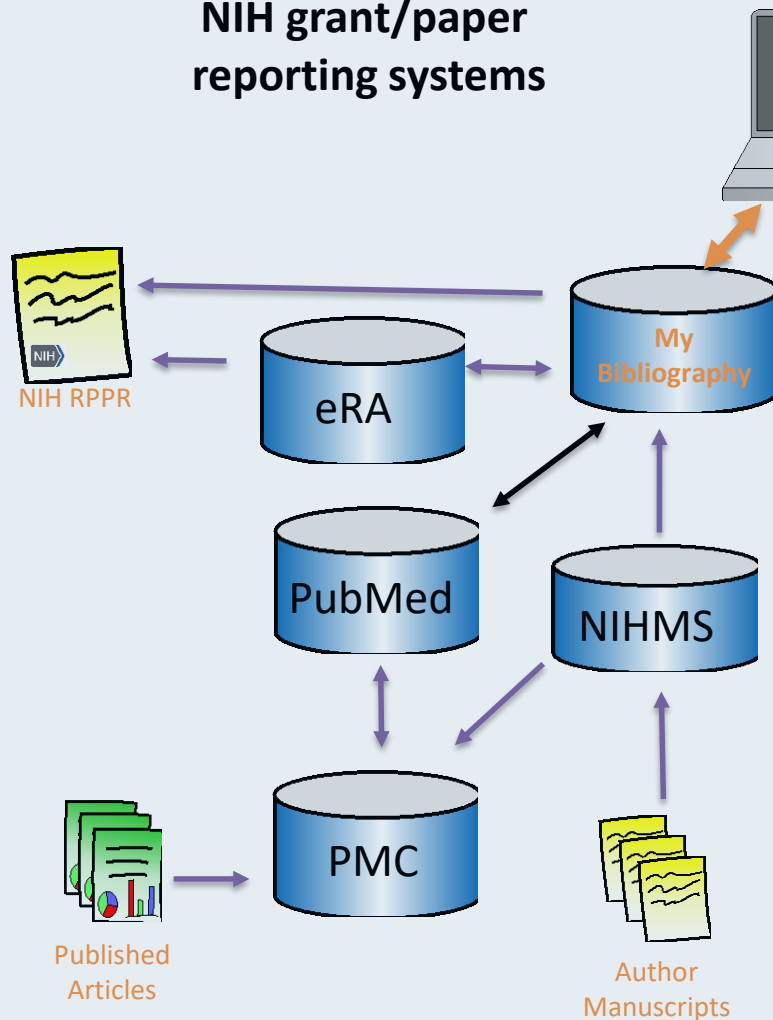 NIH grant/paper
reporting systems
NIH
NIH RPPR
My
Bibliography
eRA
PubMed
NIHMS
PMC
Published
Articles
Author
Manuscripts